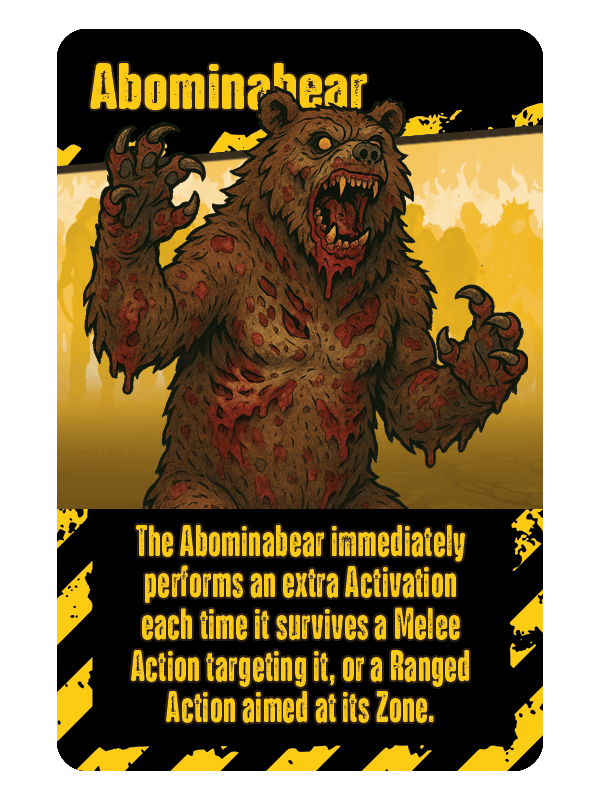 Abominabear
The Abominabear immediately
performs an extra Activation
each time it survives a Melee
Action targeting it, or a Ranged
Action aimed at its Zone.